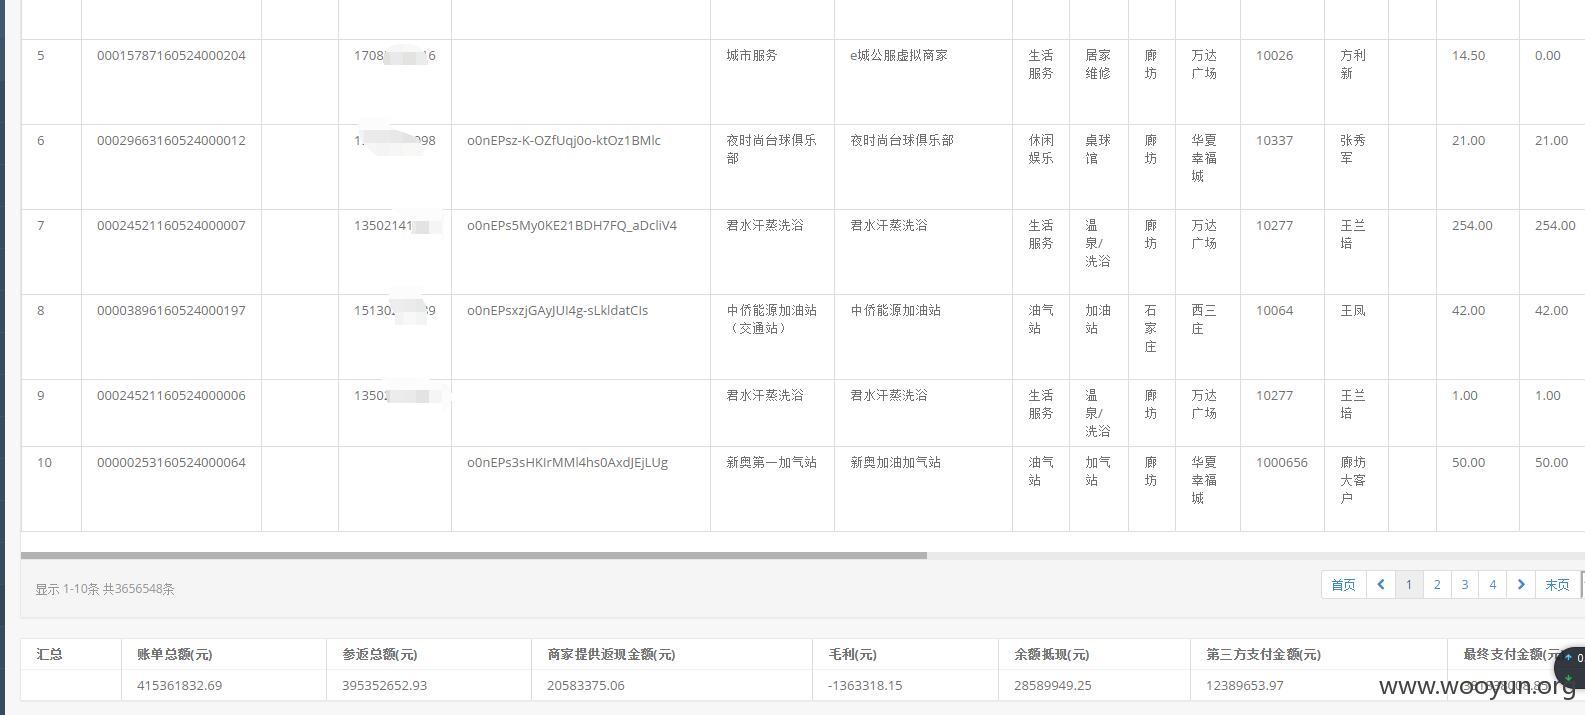 5 00015787160524000204 1708 6 城市服务 e城公服虚拟商家 生活 居家 廊 万达 10026 方利 14.50 0.00
服务 维修 坊 广场 新
6 00029663160524000012 1 98 o0nEPsz-K-OZfUqj0o-ktOz1BMlc 夜时尚台球俱乐 夜时尚台球俱乐部 休闲 桌球 廊 华夏 10337 张秀 21.00 21.00
部 娱乐 馆 坊 幸福 军
城
7 00024521160524000007 13502141 o0nEPs5My0KE21BDH7FQ_aDcliV4 君水汗蒸洗浴 君水汗蒸洗浴 生活 温 廊 万达 10277 王兰 254.00 254.00
服务 泉/ 坊 广场 培
洗浴
8 00003896160524000197 15130 9 o0nEPsxzjGAyJUI4g-sLkldatCIs 中侨能源加油站 中侨能源加油站 油气 加油 石 西三 10064 王凤 42.00 42.00
（交通站） 站 站 家 庄
庄
9 00024521160524000006 1350 君水汗蒸洗浴 君水汗蒸洗浴 生活 温 廊 万达 10277 王兰 1.00 1.00
服务 泉/ 坊 广场 培
洗浴
10 00000253160524000064 o0nEPs3sHKIrMMl4hs0AxdJEjLUg 新奥第一加气站 新奥加油加气站 油气 加气 廊 华夏 1000656 廊坊 50.00 50.00
站 站 坊 幸福 大客
城 户
显示 1-10条 共3656548条 首页 1 2 3 4 末页
汇总 账单总额(元) 参返总额(元) 商家提供返现金额(元) 毛利(元) 余额抵现(元) 第三方支付金额(元) 最终支付金额(元) 0
415361832.69 395352652.93 20583375.06 -1363318.15 28589949.25 12389653.97
www.wooyun.org